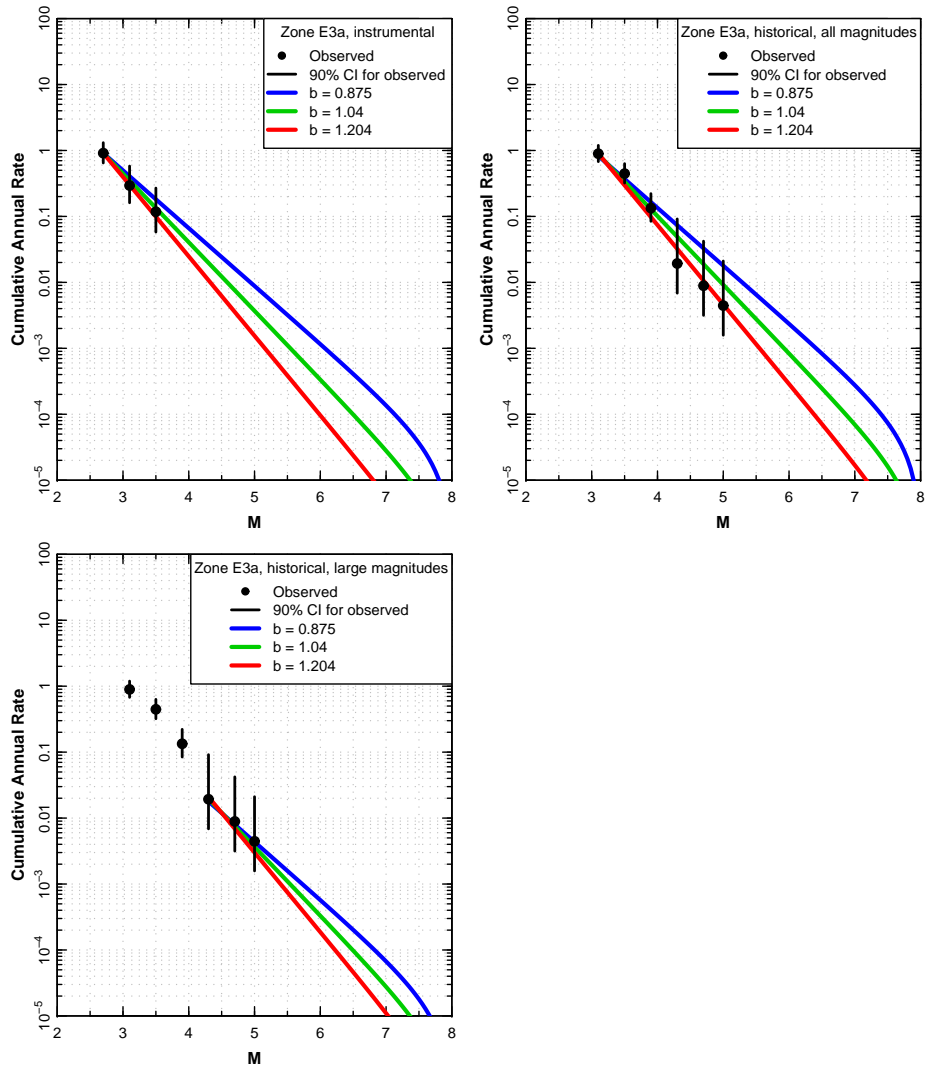 Zone E3a, instrumental
Observed
90% CI for observed
b = 0.875
b = 1.04
b = 1.204
Cumulative Annual Rate
100
10
1
0.1
0.01
10⁻³
10⁻⁴
10⁻⁵
2 3 4 5 6 7 8
M
Zone E3a, historical, all magnitudes
Observed
90% CI for observed
b = 0.875
b = 1.04
b = 1.204
Cumulative Annual Rate
100
10
1
0.1
0.01
10⁻³
10⁻⁴
10⁻⁵
2 3 4 5 6 7 8
M
Zone E3a, historical, large magnitudes
Observed
90% CI for observed
b = 0.875
b = 1.04
b = 1.204
Cumulative Annual Rate
100
10
1
0.1
0.01
10⁻³
10⁻⁴
10⁻⁵
2 3 4 5 6 7 8
M